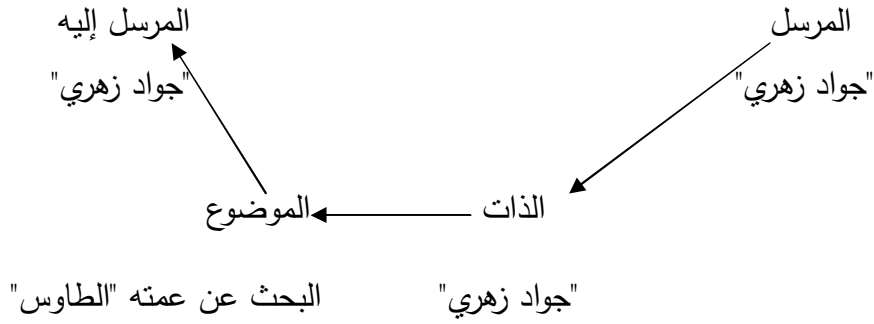 المرسل المرسل إليه
"جواد زهري" "جواد زهري"
الذات الموضوع
"جواد زهري" البحث عن عمته "الطاوس"